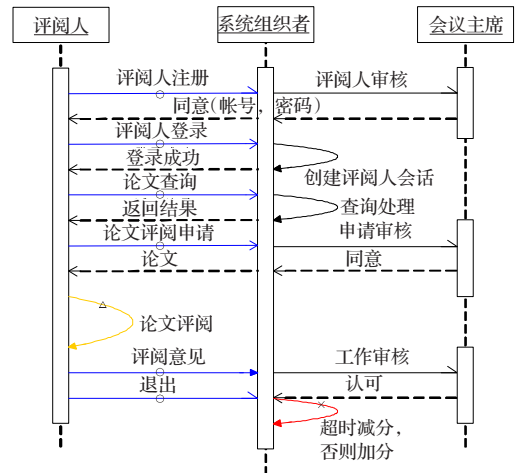 评阅人
系统组织者
会议主席
评阅人注册
评阅人审核
同意(帐号，密码)
评阅人登录
登录成功
创建评阅人会话
论文查询
返回结果
查询处理
论文评阅申请
申请审核
论文
同意
论文评阅
评阅意见
工作审核
退出
认可
超时减分，
否则加分